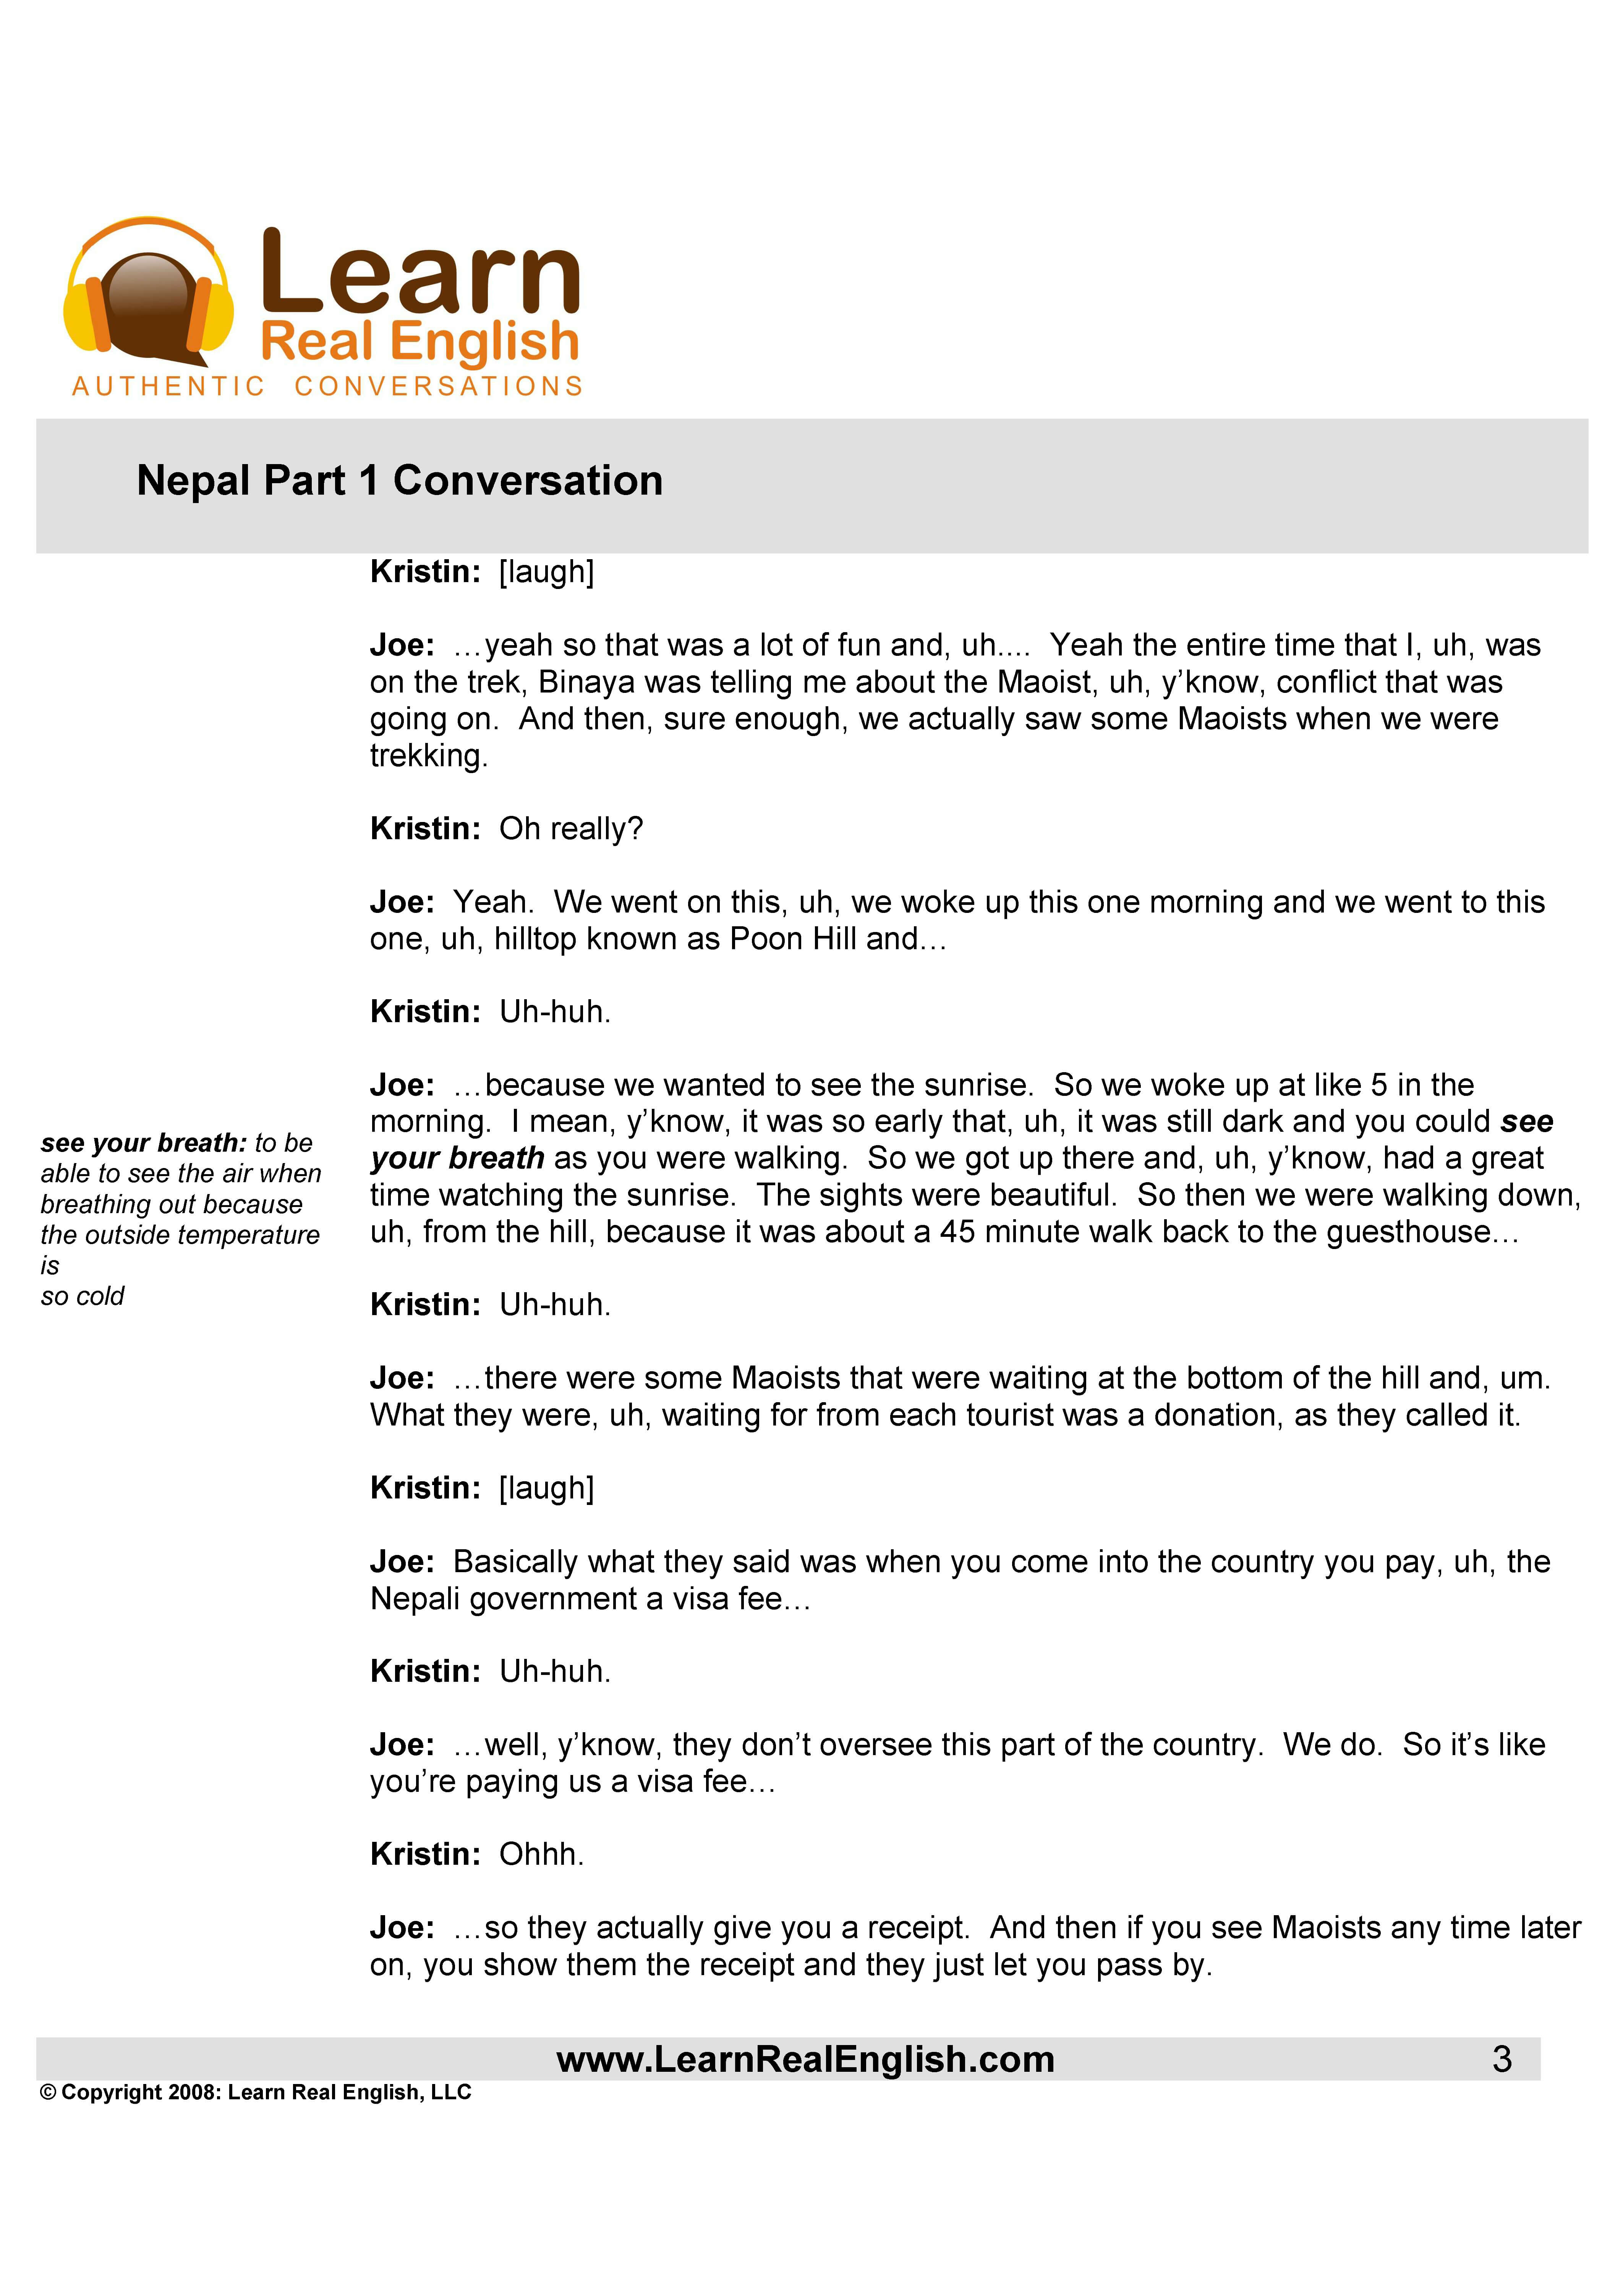 Learn
Real English
AUTHENTIC CONVERSATIONS
Nepal Part 1 Conversation
Kristin: [laugh]
Joe: …yeah so that was a lot of fun and, uh.... Yeah the entire time that I, uh, was
on the trek, Binaya was telling me about the Maoist, uh, y’know, conflict that was
going on. And then, sure enough, we actually saw some Maoists when we were
trekking.
Kristin: Oh really?
Joe: Yeah. We went on this, uh, we woke up this one morning and we went to this
one, uh, hilltop known as Poon Hill and…
Kristin: Uh-huh.
Joe: …because we wanted to see the sunrise. So we woke up at like 5 in the
morning. I mean, y’know, it was so early that, uh, it was still dark and you could see
your breath as you were walking. So we got up there and, uh, y’know, had a great
time watching the sunrise. The sights were beautiful. So then we were walking down,
uh, from the hill, because it was about a 45 minute walk back to the guesthouse…
see your breath: to be
able to see the air when
breathing out because
the outside temperature
is
so cold
Kristin: Uh-huh.
Joe: …there were some Maoists that were waiting at the bottom of the hill and, um.
What they were, uh, waiting for from each tourist was a donation, as they called it.
Kristin: [laugh]
Joe: Basically what they said was when you come into the country you pay, uh, the
Nepali government a visa fee…
Kristin: Uh-huh.
Joe: …well, y’know, they don’t oversee this part of the country. We do. So it’s like
you’re paying us a visa fee…
Kristin: Ohhh.
Joe: …so they actually give you a receipt. And then if you see Maoists any time later
on, you show them the receipt and they just let you pass by.
www.LearnRealEnglish.com 3
© Copyright 2008: Learn Real English, LLC